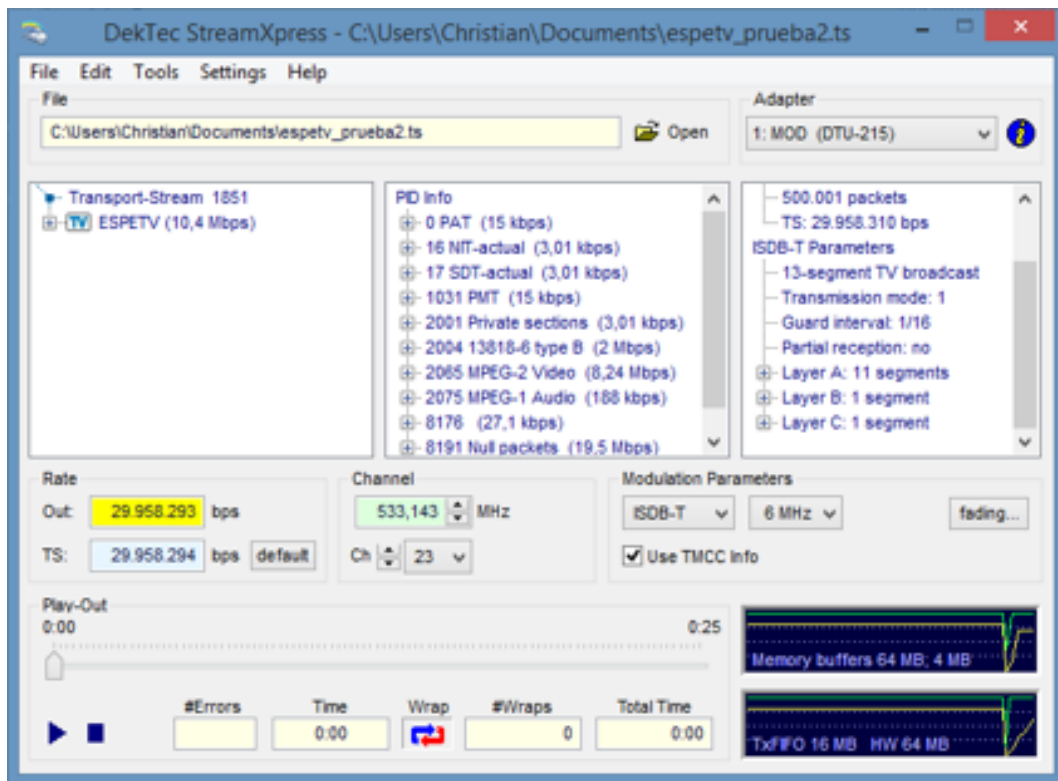 DekTec StreamXpress - C:\Users\Christian\Documents\espetv_prueba2.ts
File Edit Tools Settings Help
File
C:\Users\Christian\Documents\espetv_prueba2.ts
Open
Adapter
1: MOD (DTU-215)
Transport-Stream 1851
TV ESPETV (10,4 Mbps)
PID Info
0 PAT (15 kbps)
16 NIT-actual (3,01 kbps)
17 SDT-actual (3,01 kbps)
1031 PMT (15 kbps)
2001 Private sections (3,01 kbps)
2004 13818-6 type B (2 Mbps)
2065 MPEG-2 Video (8,24 Mbps)
2075 MPEG-1 Audio (188 kbps)
8176 (27,1 kbps)
8191 Null packets (19,5 Mbps)
500.001 packets
TS: 29.958.310 bps
ISDB-T Parameters
13-segment TV broadcast
Transmission mode: 1
Guard interval: 1/16
Partial reception: no
Layer A: 11 segments
Layer B: 1 segment
Layer C: 1 segment
Rate
Out: 29.958.293 bps
TS: 29.958.294 bps default
Channel
533,143 MHz
Ch 23
Modulation Parameters
ISDB-T 6 MHz fading...
Use TMCC Info
Play-Out
0:00 0:25
#Errors Time Wrap #Wraps Total Time
0:00 0 0:00
Memory buffers 64 MB; 4 MB
TxFIFO 16 MB HW 64 MB